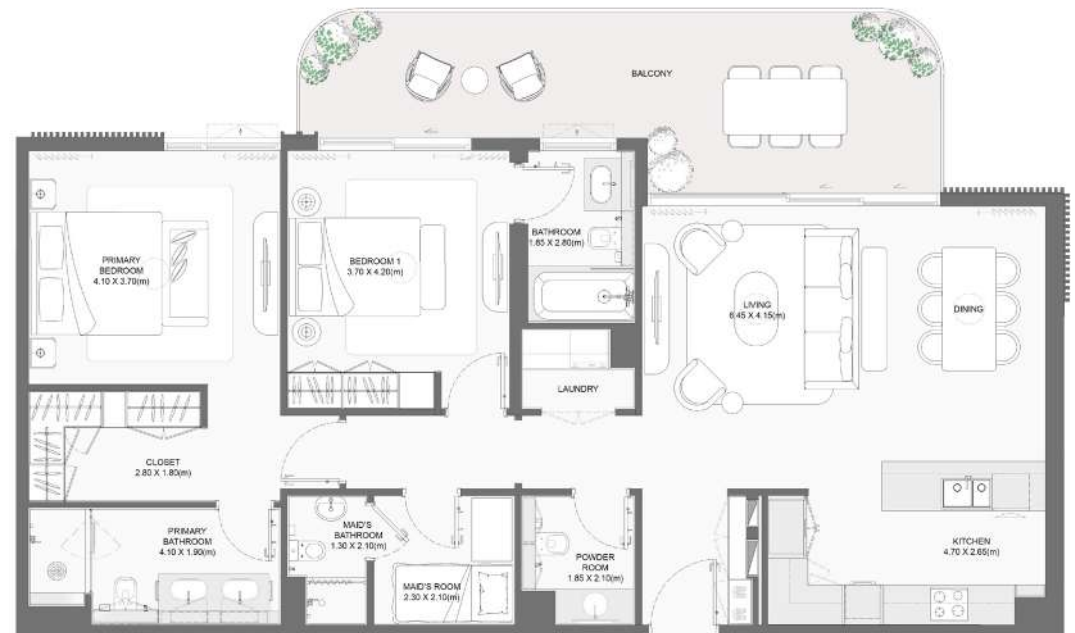 BALCONY
PRIMARY
BEDROOM
4.10 X 3.70(m)
BEDROOM 1
3.70 X 4.20(m)
BATHROOM
1.85 X 2.80(m)
LIVING
6.45 X 4.15(m)
DINING
LAUNDRY
CLOSET
2.80 X 1.80(m)
PRIMARY
BATHROOM
4.10 X 1.90(m)
MAID'S
BATHROOM
1.30 X 2.10(m)
MAID'S ROOM
2.30 X 2.10(m)
POWDER
ROOM
1.85 X 2.10(m)
KITCHEN
4.70 X 2.65(m)